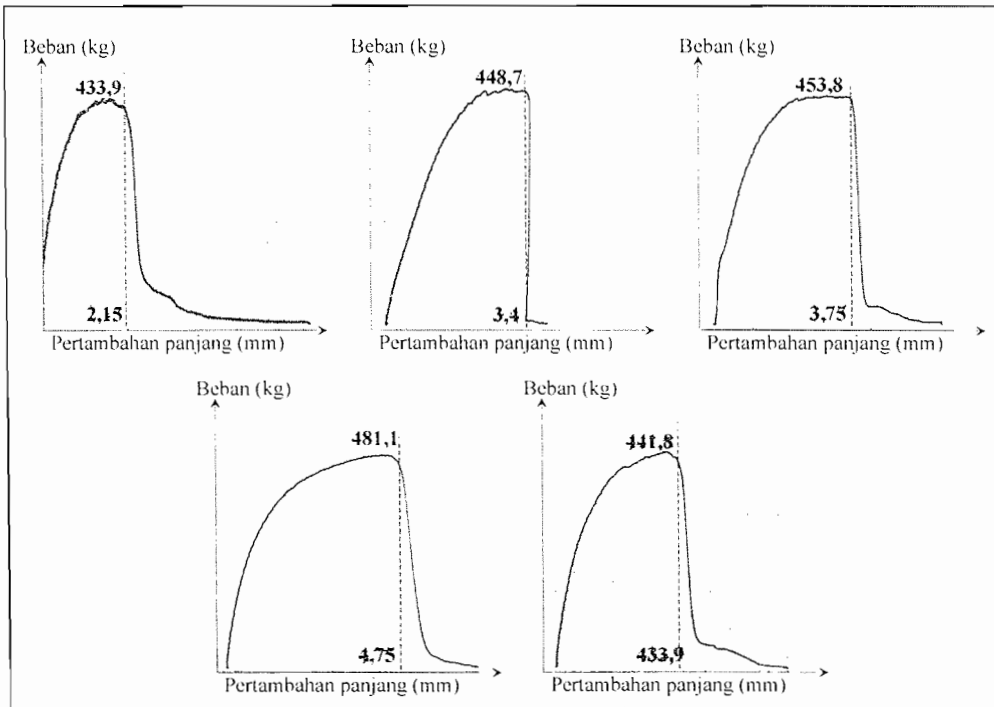 Beban (kg)
433,9
2,15
Pertambahan panjang (mm)
Beban (kg)
448,7
3,4
Pertambahan panjang (mm)
Beban (kg)
453,8
3,75
Pertambahan panjang (mm)
Beban (kg)
481,1
4,75
Pertambahan panjang (mm)
Beban (kg)
441,8
433,9
Pertambahan panjang (mm)